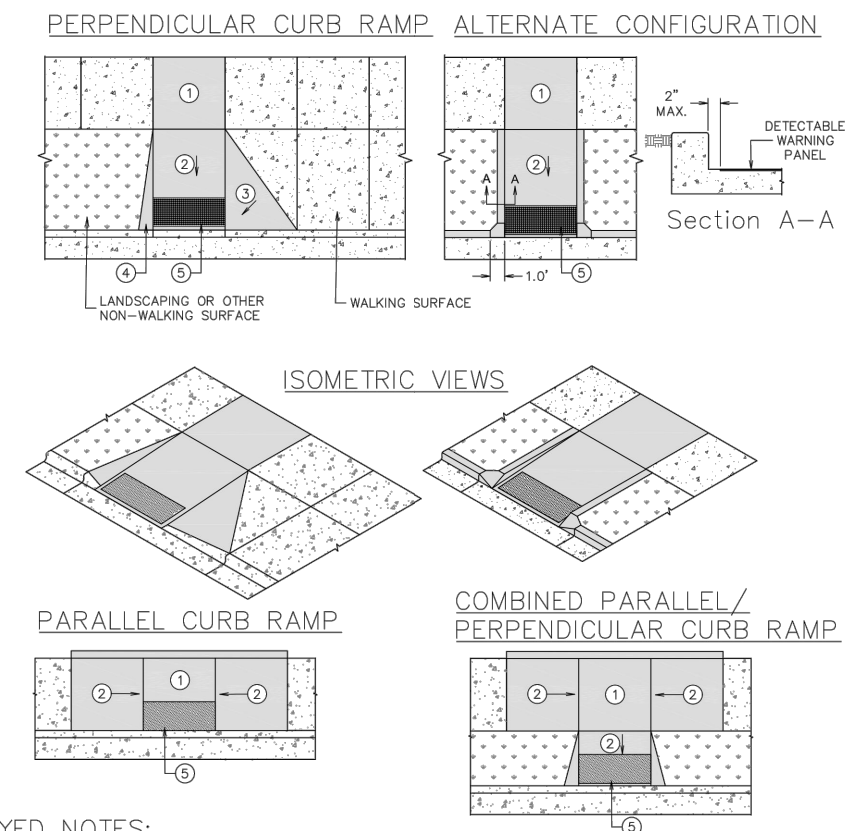 PERPENDICULAR CURB RAMP
ALTERNATE CONFIGURATION
1
2
3
4
5
LANDSCAPING OR OTHER
NON-WALKING SURFACE
WALKING SURFACE
1
2
A
A
5
1.0'
2"
MAX.
DETECTABLE
WARNING
PANEL
Section A-A
ISOMETRIC VIEWS
PARALLEL CURB RAMP
2
1
2
5
COMBINED PARALLEL/
PERPENDICULAR CURB RAMP
2
1
2
2
5
NOTES: